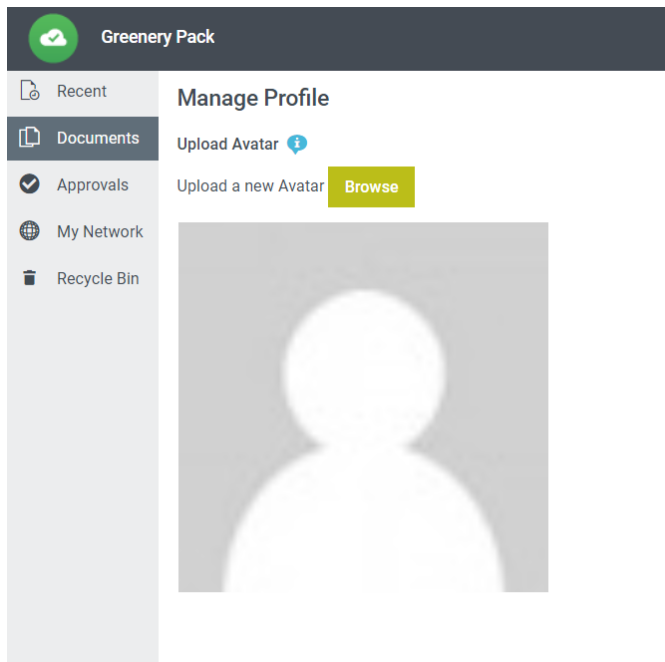 Greenery Pack
Recent
Documents
Approvals
My Network
Recycle Bin
Manage Profile
Upload Avatar
Upload a new Avatar Browse